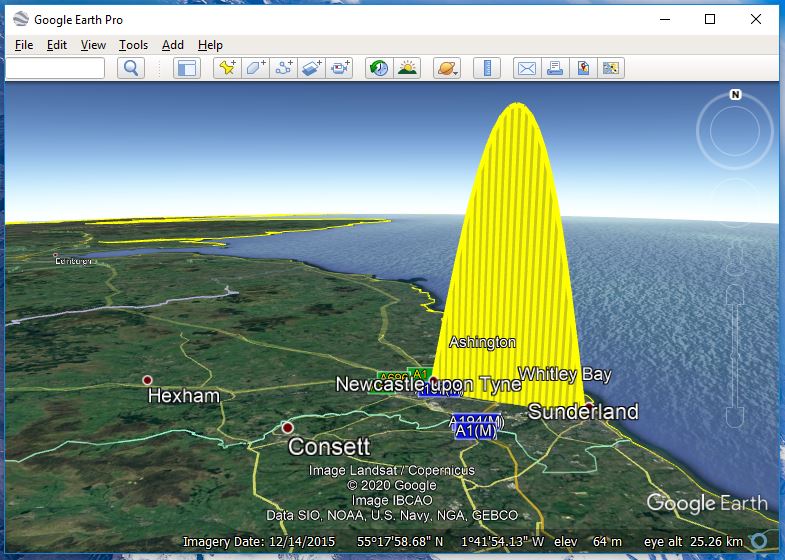 Google Earth Pro
File Edit View Tools Add Help
N
Edinburgh
Ashington
A696 A1
Newcastle upon Tyne
Whitley Bay
Hexham
Sunderland
A194(M)
A1(M)
Consett
Image Landsat / Copernicus
© 2020 Google
Image IBCAO
Data SIO, NOAA, U.S. Navy, NGA, GEBCO
Google Earth
Imagery Date: 12/14/2015 55°17'58.68" N 1°41'54.13" W elev 64 m eye alt 25.26 km